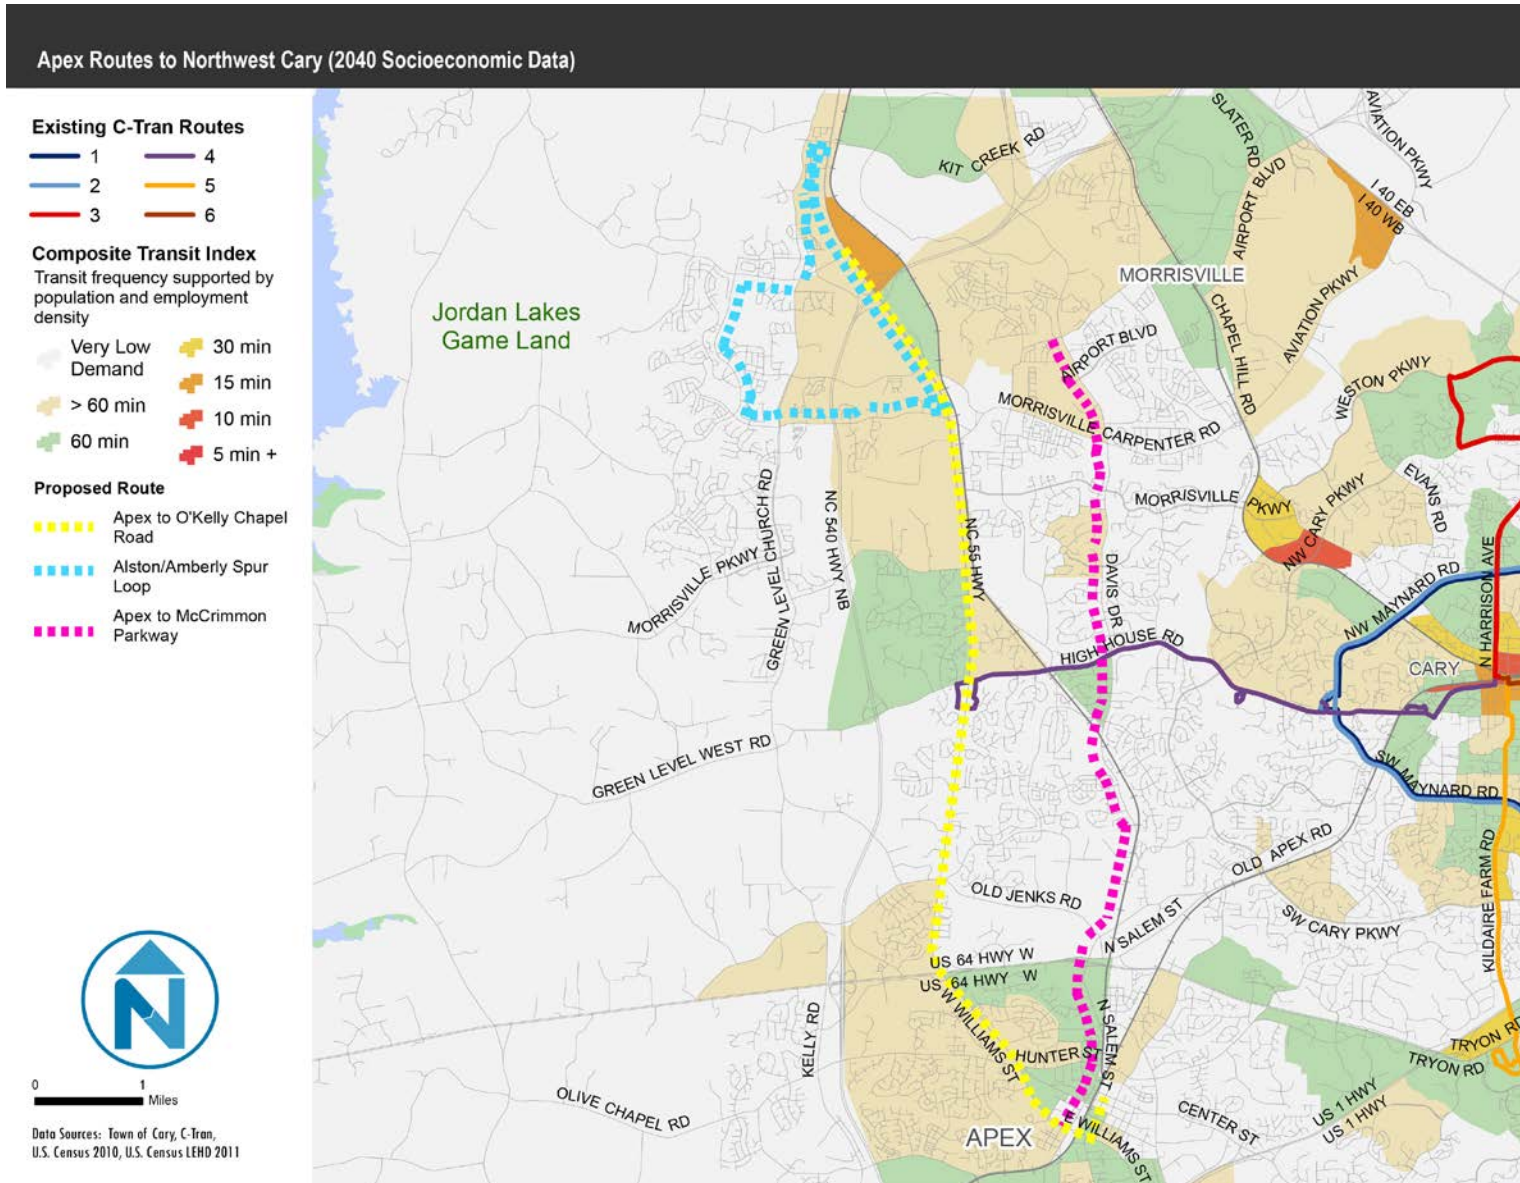 Apex Routes to Northwest Cary (2040 Socioeconomic Data)
Existing C-Tran Routes
1
4
2
5
3
6
Composite Transit Index
Transit frequency supported by
population and employment
density
Very Low
Demand
30 min
15 min
> 60 min
10 min
60 min
5 min +
Proposed Route
Apex to O'Kelly Chapel
Road
Alston/Amberly Spur
Loop
Apex to McCrimmon
Parkway
N
0
1
Miles
Data Sources: Town of Cary, C-Tran,
U.S. Census 2010, U.S. Census LEHD 2011
SLATER RD
AVIATION PKWY
KIT CREEK RD
AIRPORT BLVD
I 40 EB
I 40 WB
MORRISVILLE
Jordan Lakes
Game Land
AVIATION PKWY
CHAPEL HILL RD
AIRPORT BLVD
WESTON PKWY
MORRISVILLE CARPENTER RD
MORRISVILLE PKWY
EVANS RD
NW CARY PKWY
NC 540 HWY NB
GREEN LEVEL CHURCH RD
NC 55 HWY
MORRISVILLE PKWY
DAVIS DR
NW MAYNARD RD
N HARRISON AVE
HIGH HOUSE RD
CARY
GREEN LEVEL WEST RD
SW MAYNARD RD
OLD APEX RD
KILDAIRE FARM RD
OLD JENKS RD
N SALEM ST
SW CARY PKWY
US 64 HWY W
US 64 HWY W
W WILLIAMS ST
N SALEM ST
KELLY RD
HUNTER ST
TRYON RD
TRYON RD
OLIVE CHAPEL RD
US 1 HWY
US 1 HWY
CENTER ST
E WILLIAMS ST
APEX